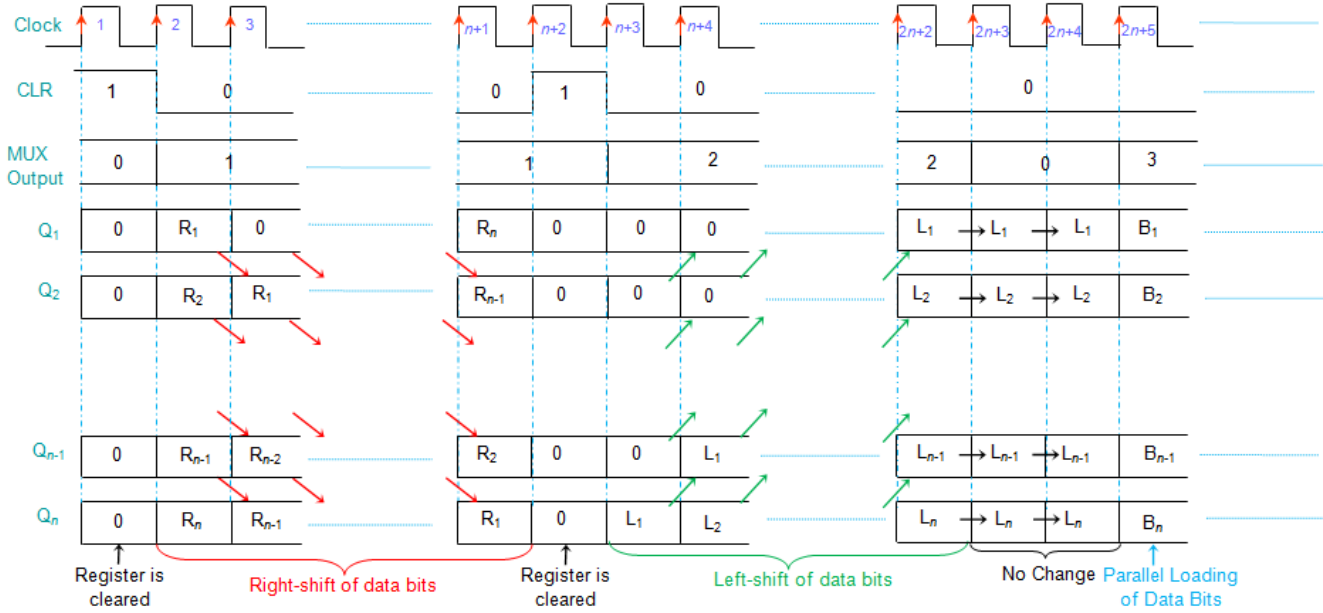 Clock 1 2 3 n+1 n+2 n+3 n+4 2n+2 2n+3 2n+4 2n+5
CLR 1 0 0 1 0 0
MUX
Output 0 1 1 2 2 0 3
Q1 0 R1 0 Rn 0 0 0 L1 L1 L1 B1
Q2 0 R2 R1 Rn-1 0 0 0 L2 L2 L2 B2
Qn-1 0 Rn-1 Rn-2 R2 0 0 L1 Ln-1 Ln-1 Ln-1 Bn-1
Qn 0 Rn Rn-1 R1 0 L1 L2 Ln Ln Ln Bn
Register is
cleared
Right-shift of data bits
Register is
cleared
Left-shift of data bits
No Change
Parallel Loading
of Data Bits